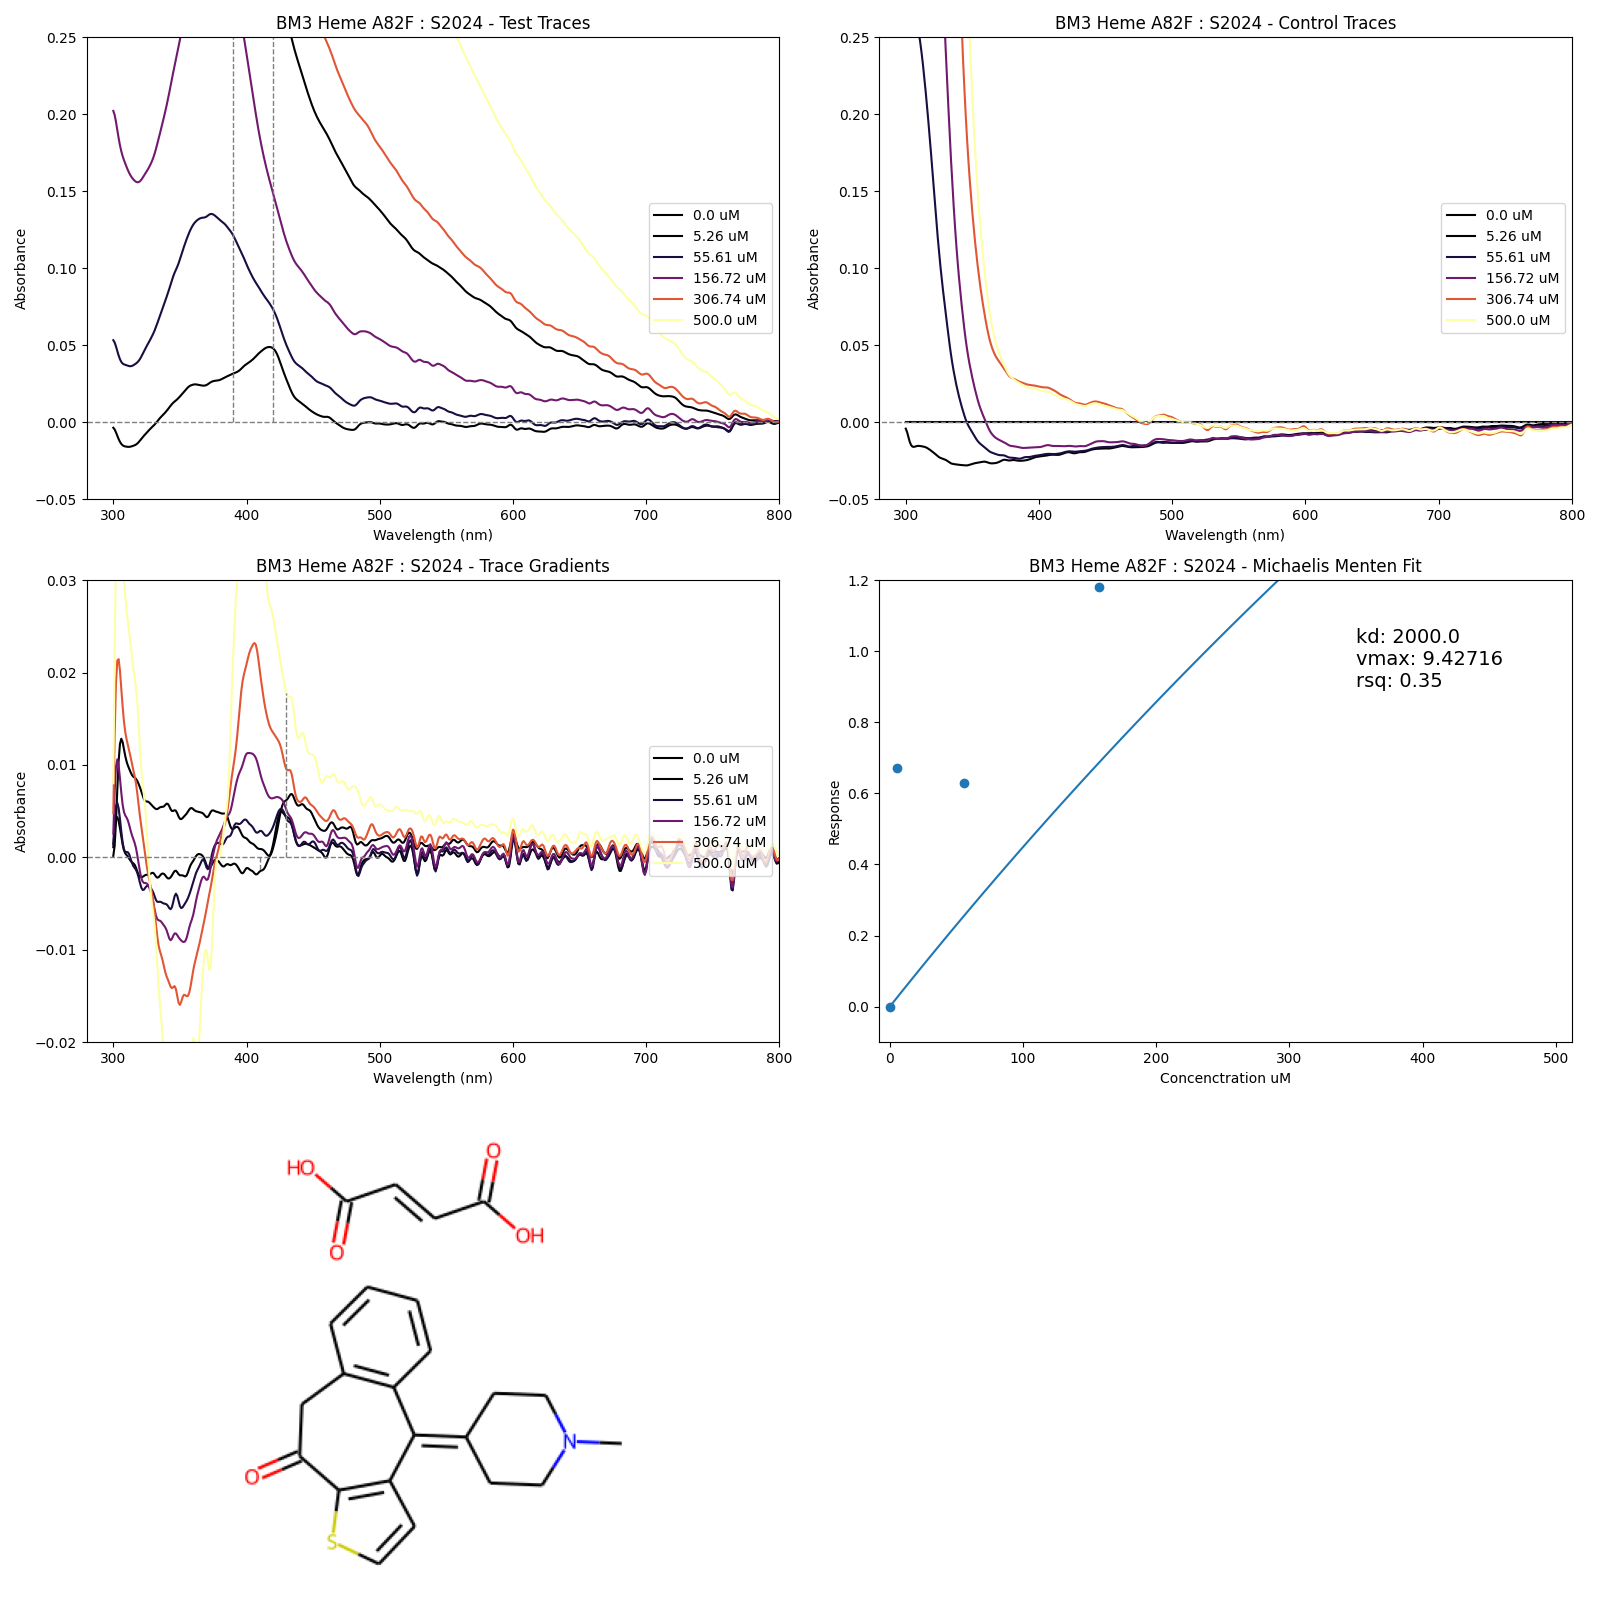 BM3 Heme A82F : S2024 - Test Traces
0.25
0.20
0.15
0.10
0.05
0.00
−0.05
Absorbance
300 400 500 600 700 800
Wavelength (nm)
0.0 uM
5.26 uM
55.61 uM
156.72 uM
306.74 uM
500.0 uM
BM3 Heme A82F : S2024 - Control Traces
0.25
0.20
0.15
0.10
0.05
0.00
−0.05
Absorbance
300 400 500 600 700 800
Wavelength (nm)
0.0 uM
5.26 uM
55.61 uM
156.72 uM
306.74 uM
500.0 uM
BM3 Heme A82F : S2024 - Trace Gradients
0.03
0.02
0.01
0.00
−0.01
−0.02
Absorbance
300 400 500 600 700 800
Wavelength (nm)
0.0 uM
5.26 uM
55.61 uM
156.72 uM
306.74 uM
500.0 uM
BM3 Heme A82F : S2024 - Michaelis Menten Fit
1.2
1.0
0.8
0.6
0.4
0.2
0.0
Response
0 100 200 300 400 500
Concenctration uM
kd: 2000.0
vmax: 9.42716
rsq: 0.35
HO
O
O
OH
O
N
S